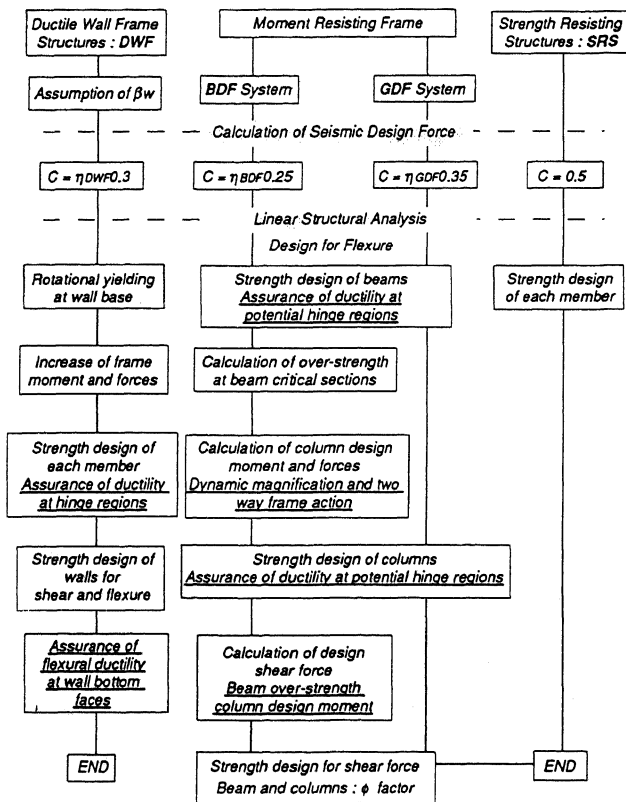 Ductile Wall Frame
Structures : DWF
Moment Resisting Frame
Strength Resisting
Structures : SRS
Assumption of βw
BDF System
GDF System
Calculation of Seismic Design Force
C = ηDWF0.3
C = ηBDF0.25
C = ηGDF0.35
C = 0.5
Linear Structural Analysis
Design for Flexure
Rotational yielding
at wall base
Strength design of beams
Assurance of ductility at
potential hinge regions
Strength design
of each member
Increase of frame
moment and forces
Calculation of over-strength
at beam critical sections
Strength design of
each member
Assurance of ductility
at hinge regions
Calculation of column design
moment and forces
Dynamic magnification and two
way frame action
Strength design of
walls for
shear and flexure
Strength design of columns
Assurance of ductility at potential hinge regions
Assurance of
flexural ductility
at wall bottom
faces
Calculation of design
shear force
Beam over-strength
column design moment
END
Strength design for shear force
Beam and columns : ϕ factor
END